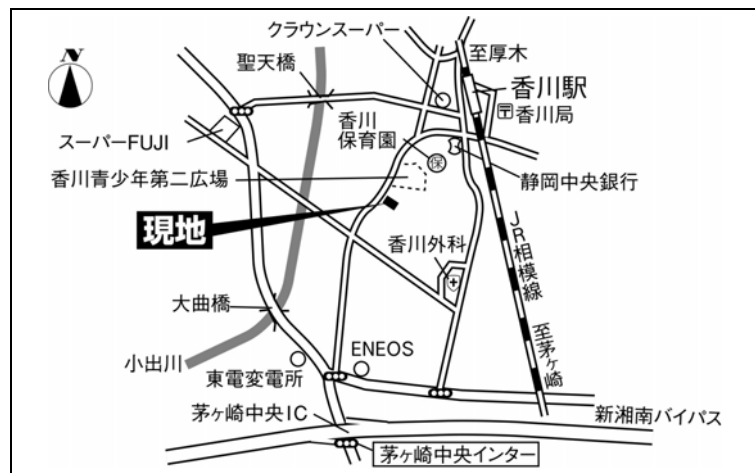 クラウンスーパー
至厚木
N
聖天橋
香川駅
〒香川局
香川
保育園
保
スーパーFUJI
静岡中央銀行
香川青少年第二広場
現地
香川外科
JR相模線
大曲橋
至茅ヶ崎
ENEOS
小出川
東電変電所
茅ヶ崎中央IC
新湘南バイパス
茅ヶ崎中央インター